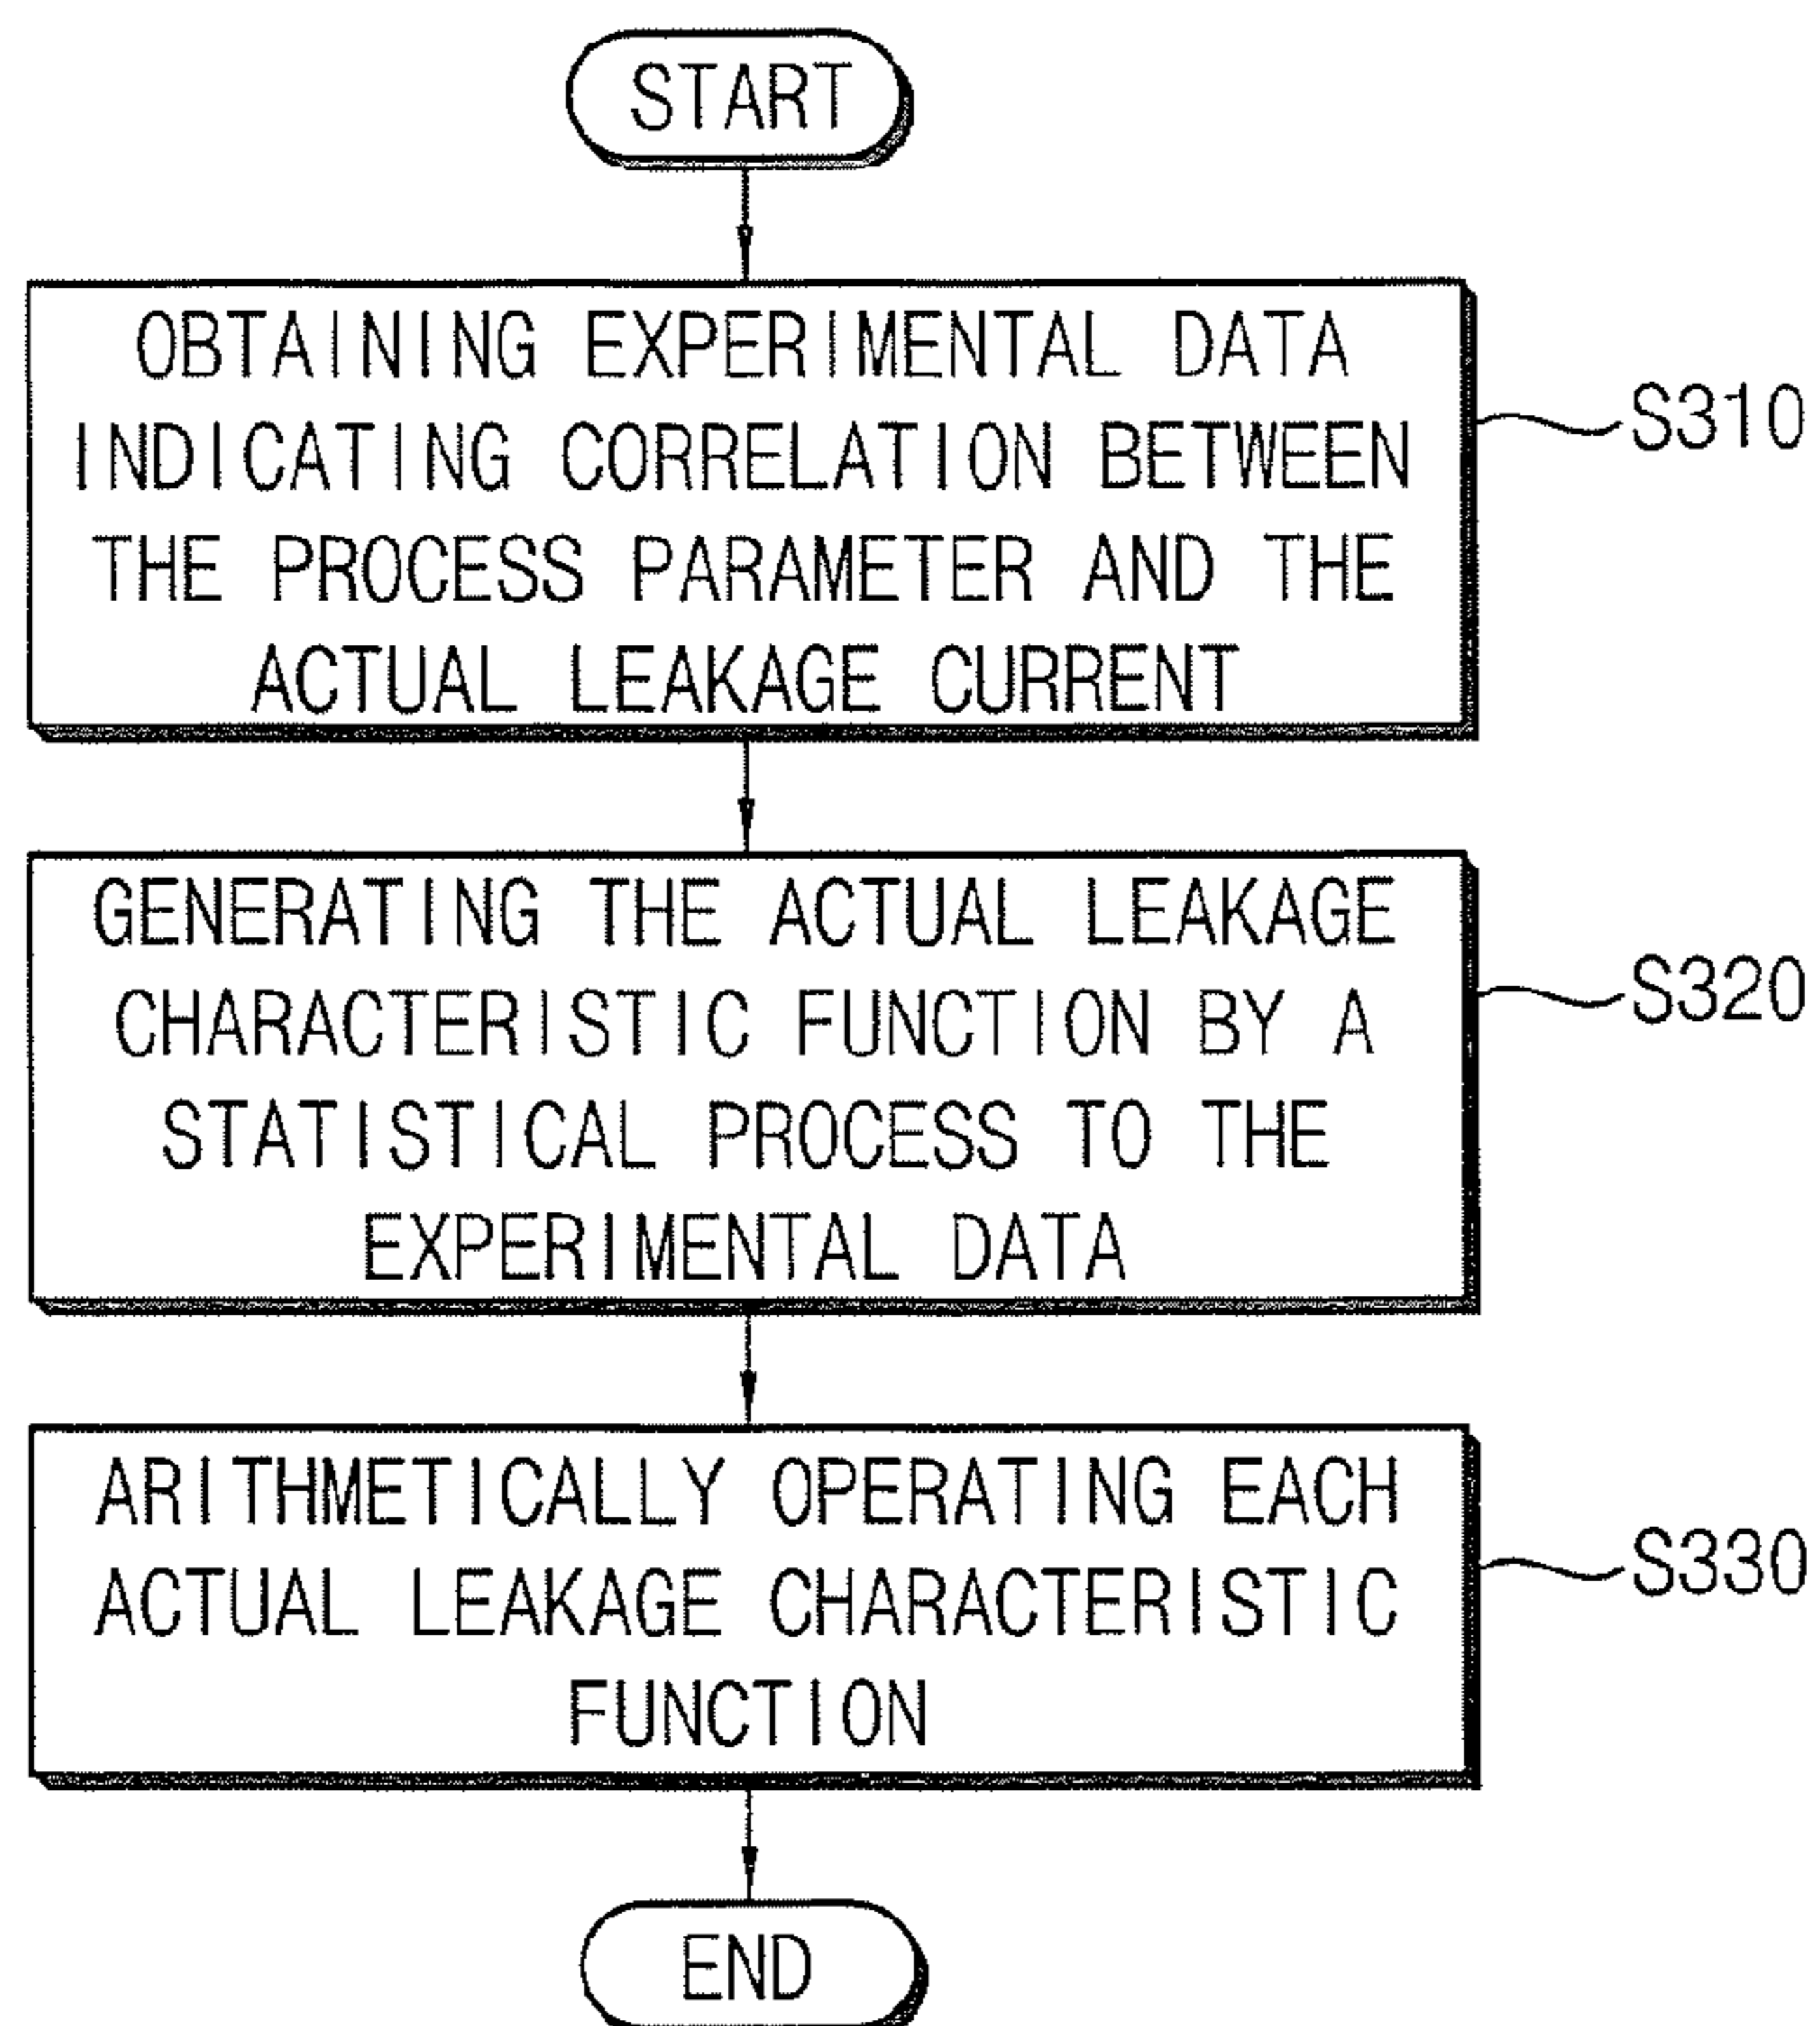 START
OBTAINING EXPERIMENTAL DATA
INDICATING CORRELATION BETWEEN
THE PROCESS PARAMETER AND THE
ACTUAL LEAKAGE CURRENT
S310
GENERATING THE ACTUAL LEAKAGE
CHARACTERISTIC FUNCTION BY A
STATISTICAL PROCESS TO THE
EXPERIMENTAL DATA
S320
ARITHMETICALLY OPERATING EACH
ACTUAL LEAKAGE CHARACTERISTIC
FUNCTION
S330
END